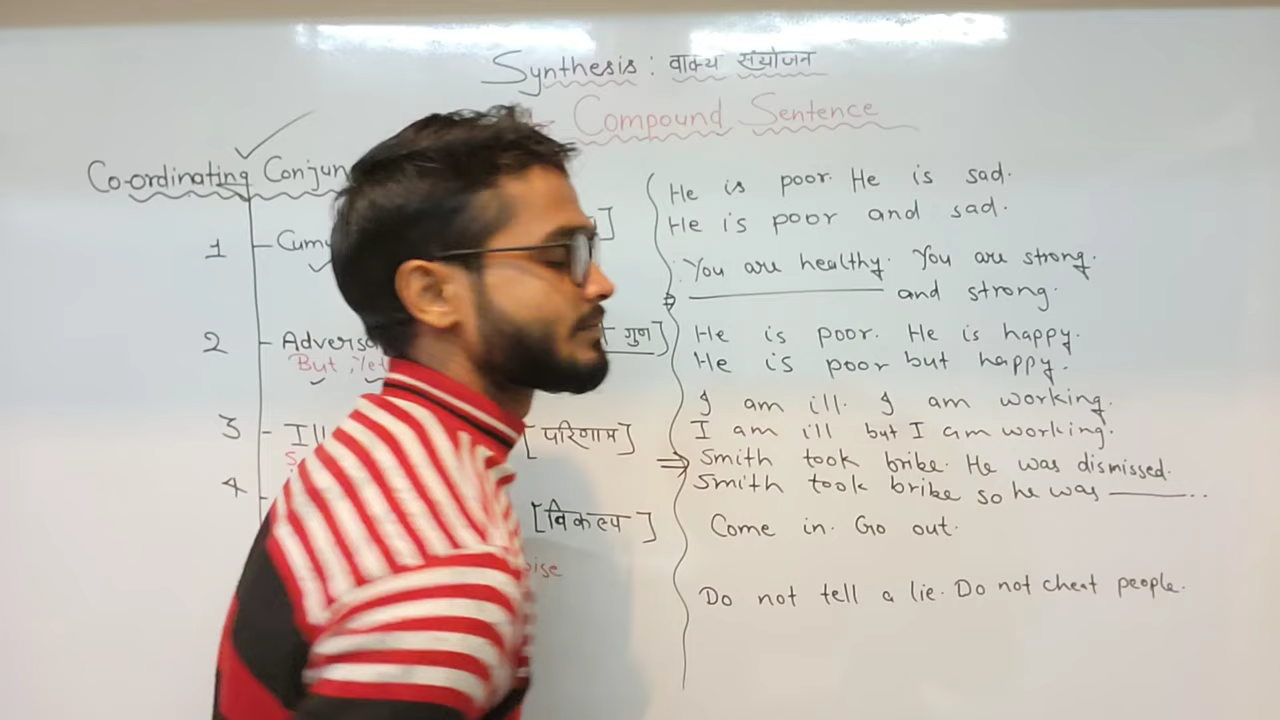 Synthesis : वाक्य संयोजन
Compound Sentence
Co-ordinating Conjun
1 Cumu
2 Adversa गुण]
But, Yet
3 Ill [परिणाम]
S
4 [विकल्प]
oise
He is poor. He is sad.
He is poor and sad.
You are healthy. You are strong.
and strong.
He is poor. He is happy.
He is poor but happy.
I am ill. I am working.
I am ill but I am working.
Smith took bribe. He was dismissed.
Smith took bribe so he was
Come in. Go out.
Do not tell a lie. Do not cheat people.